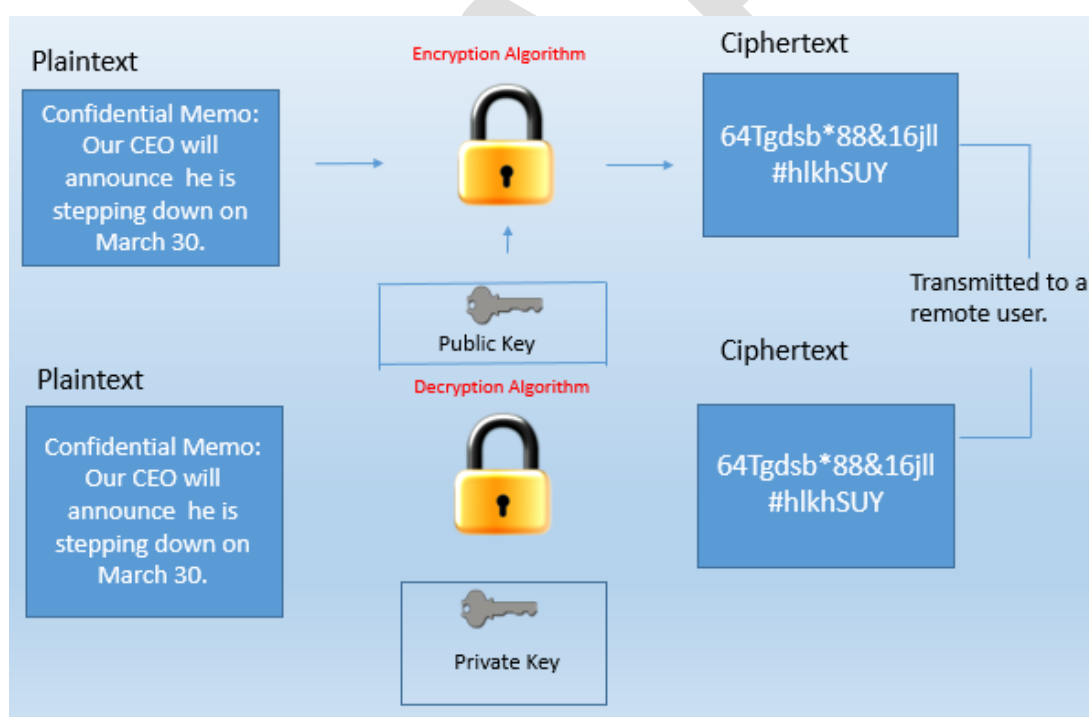 Plaintext
Confidential Memo:
Our CEO will
announce he is
stepping down on
March 30.
Encryption Algorithm
Public Key
Ciphertext
64Tgdsb*88&16jll
#hlkhSUY
Transmitted to a
remote user.
Ciphertext
64Tgdsb*88&16jll
#hlkhSUY
Decryption Algorithm
Private Key
Plaintext
Confidential Memo:
Our CEO will
announce he is
stepping down on
March 30.